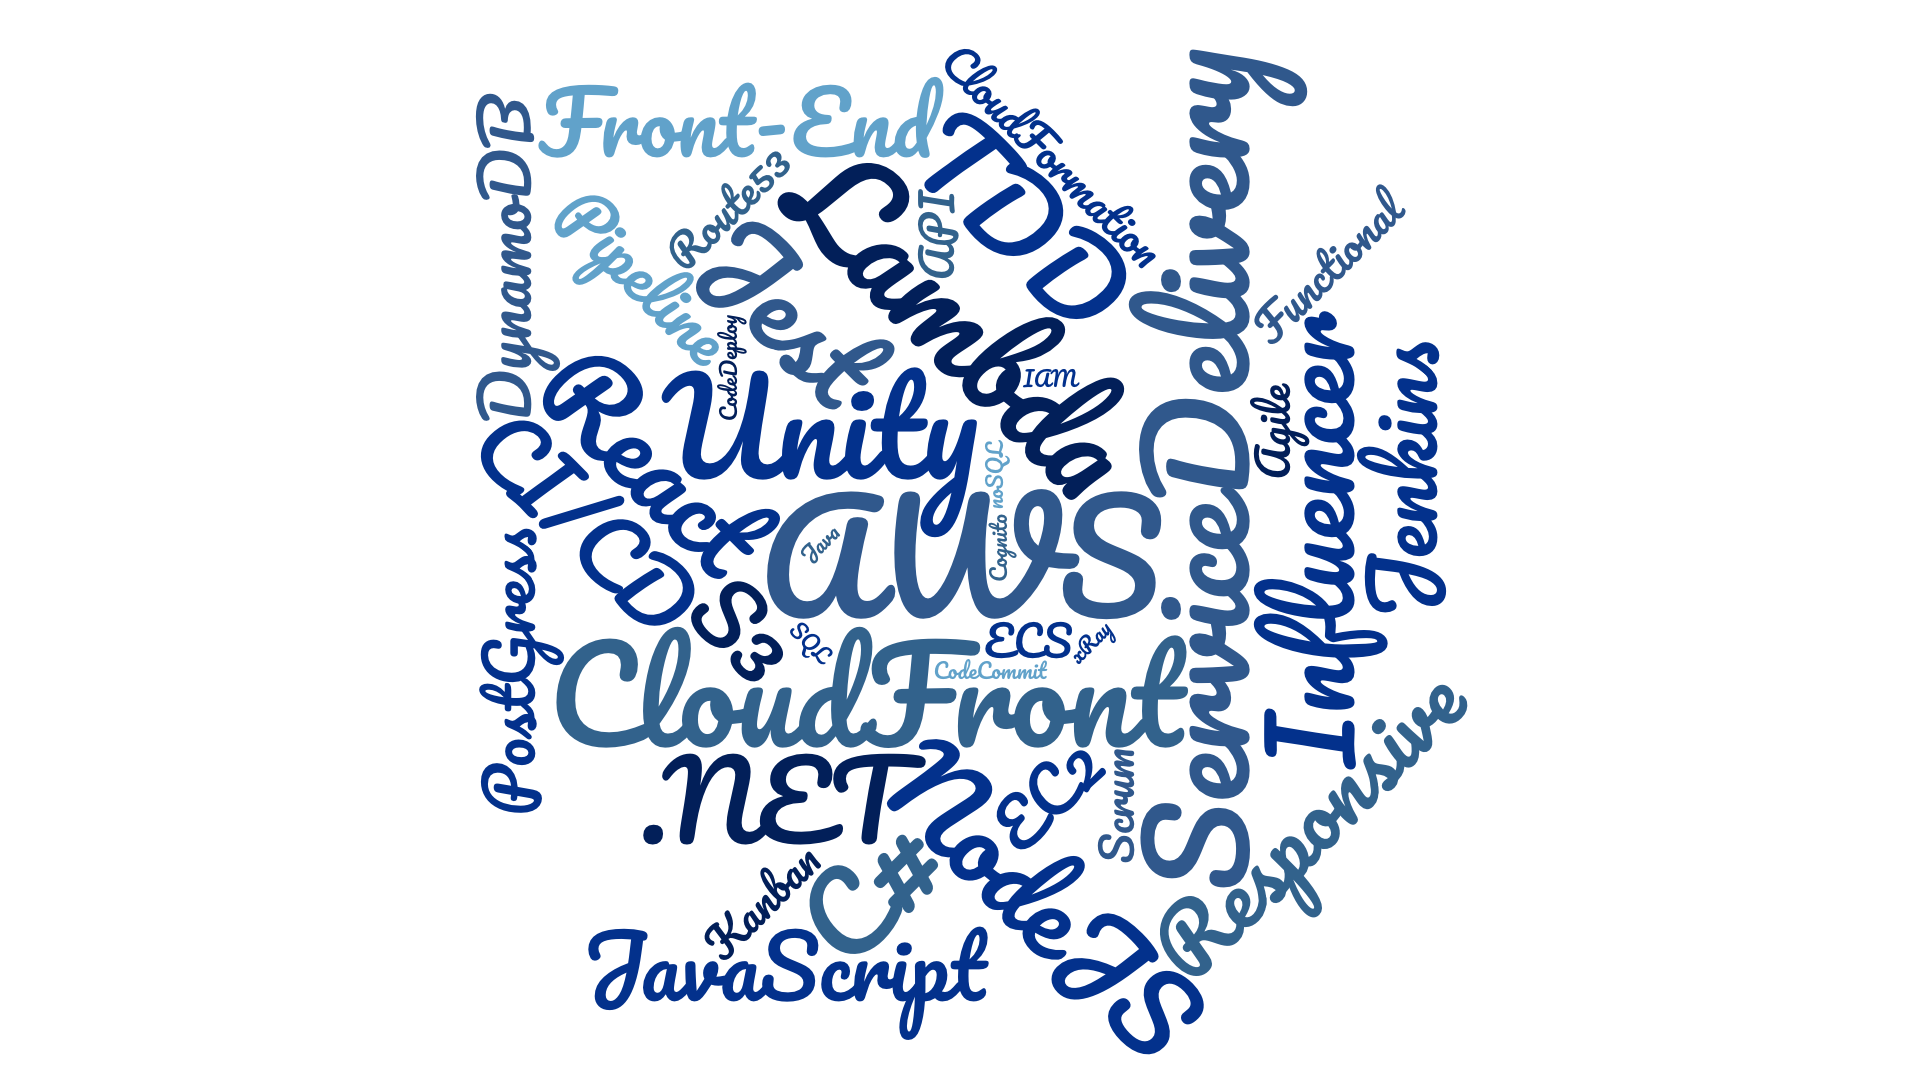 CloudFormation
Front-End
DynamoDB
TDD
Route53
Lambda
API
Pipeline
Jest
ServiceDelivery
Functional
CodeDeploy
React
Unity
IAM
Agile
Influencer
Jenkins
CI/CD
noSQL
AWS
Java
Cognito
PostGress
S3
SQL
ECS
xRay
CloudFront
CodeCommit
.NET
NodeJS
EC2
Scrum
Responsive
Kanban
C#
JavaScript